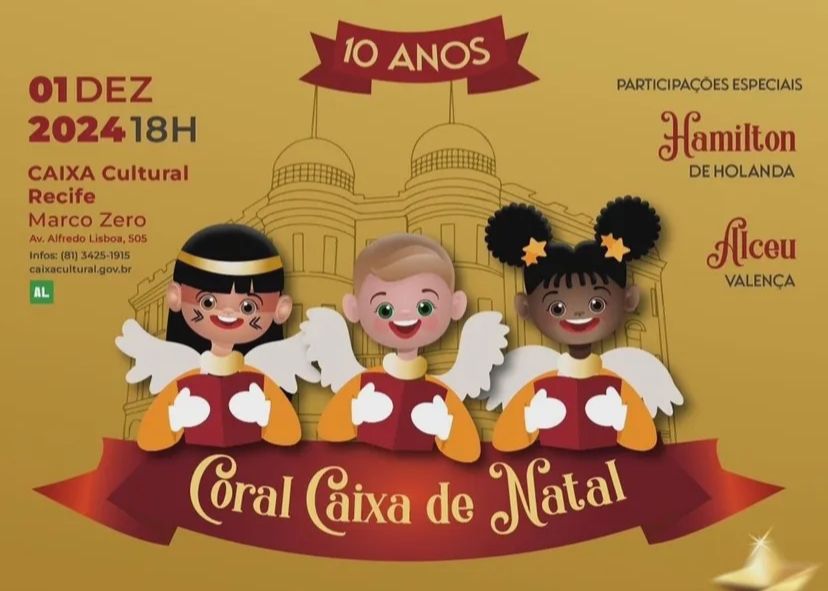 10 ANOS
01 DEZ
2024 18H
CAIXA Cultural
Recife
Marco Zero
Av. Alfredo Lisboa, 505
Infos: (81) 3425-1915
caixacultural.gov.br
AL
PARTICIPAÇÕES ESPECIAIS
Hamilton
DE HOLANDA
Alceu
VALENÇA
Coral Caixa de Natal